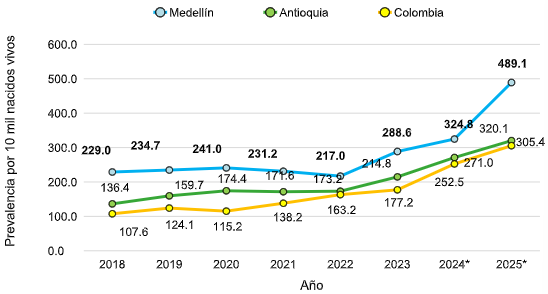 Medellín Antioquia Colombia
Prevalencia por 10 mil nacidos vivos
600.0
500.0
400.0
300.0
200.0
100.0
0.0
229.0 234.7 241.0 231.2 217.0 288.6 324.8 489.1
136.4 159.7 174.4 171.6 173.2 214.8 271.0 320.1
107.6 124.1 115.2 138.2 163.2 177.2 252.5 305.4
2018 2019 2020 2021 2022 2023 2024* 2025*
Año